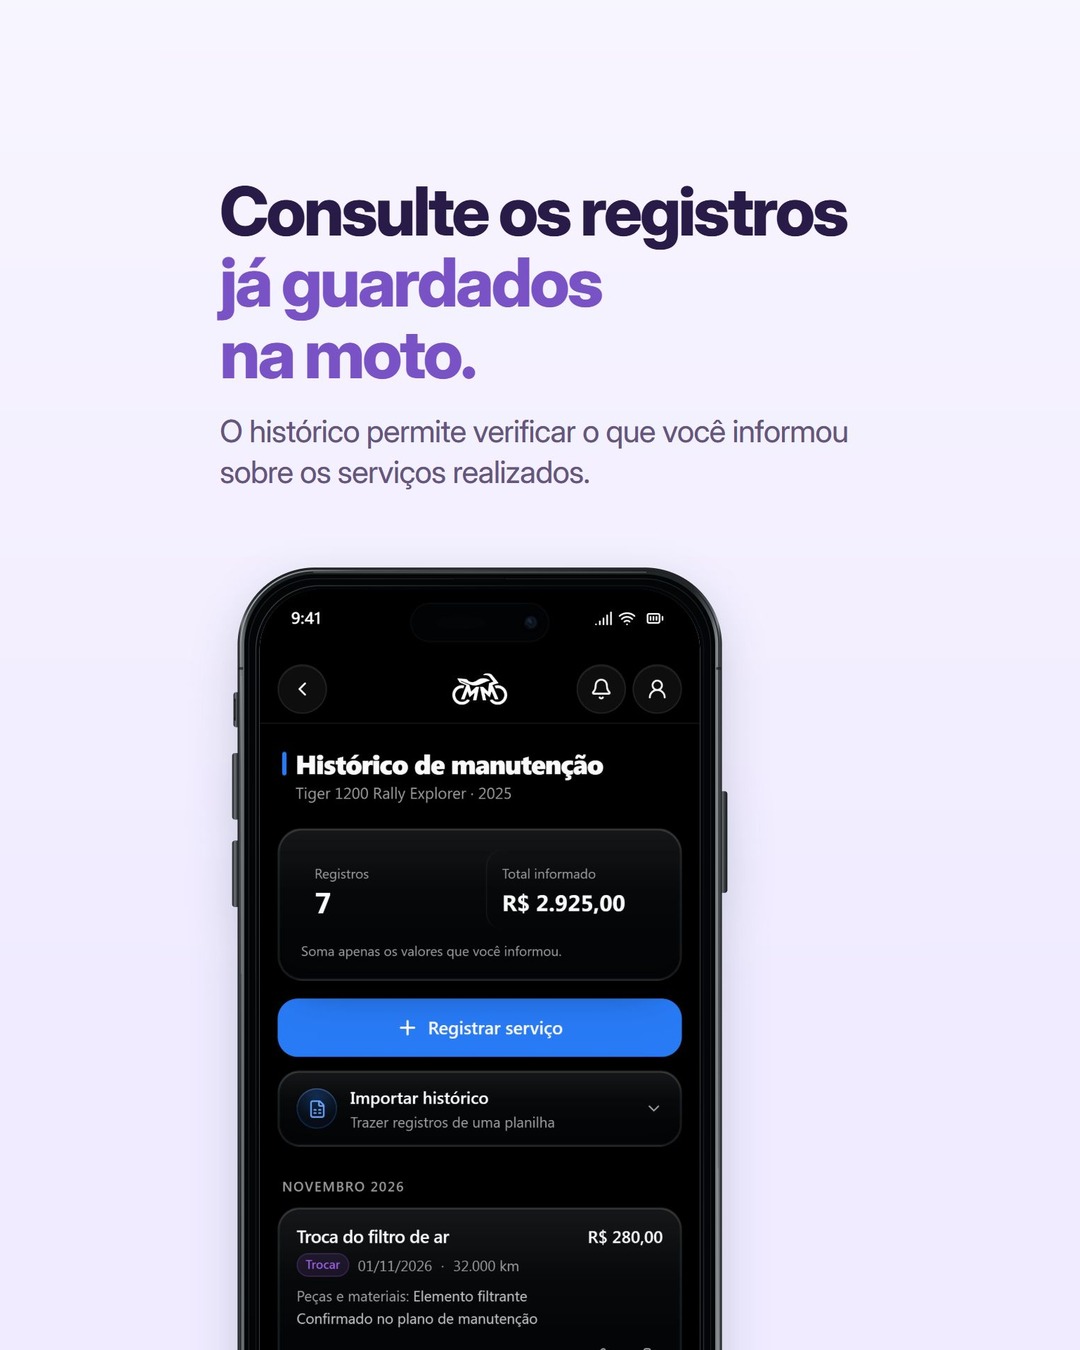 Consulte os registros
já guardados
na moto.
O histórico permite verificar o que você informou
sobre os serviços realizados.
9:41
MM
Histórico de manutenção
Tiger 1200 Rally Explorer · 2025
Registros
7
Total informado
R$ 2.925,00
Soma apenas os valores que você informou.
+ Registrar serviço
Importar histórico
Trazer registros de uma planilha
NOVEMBRO 2026
Troca do filtro de ar
R$ 280,00
Trocar 01/11/2026 · 32.000 km
Peças e materiais: Elemento filtrante
Confirmado no plano de manutenção